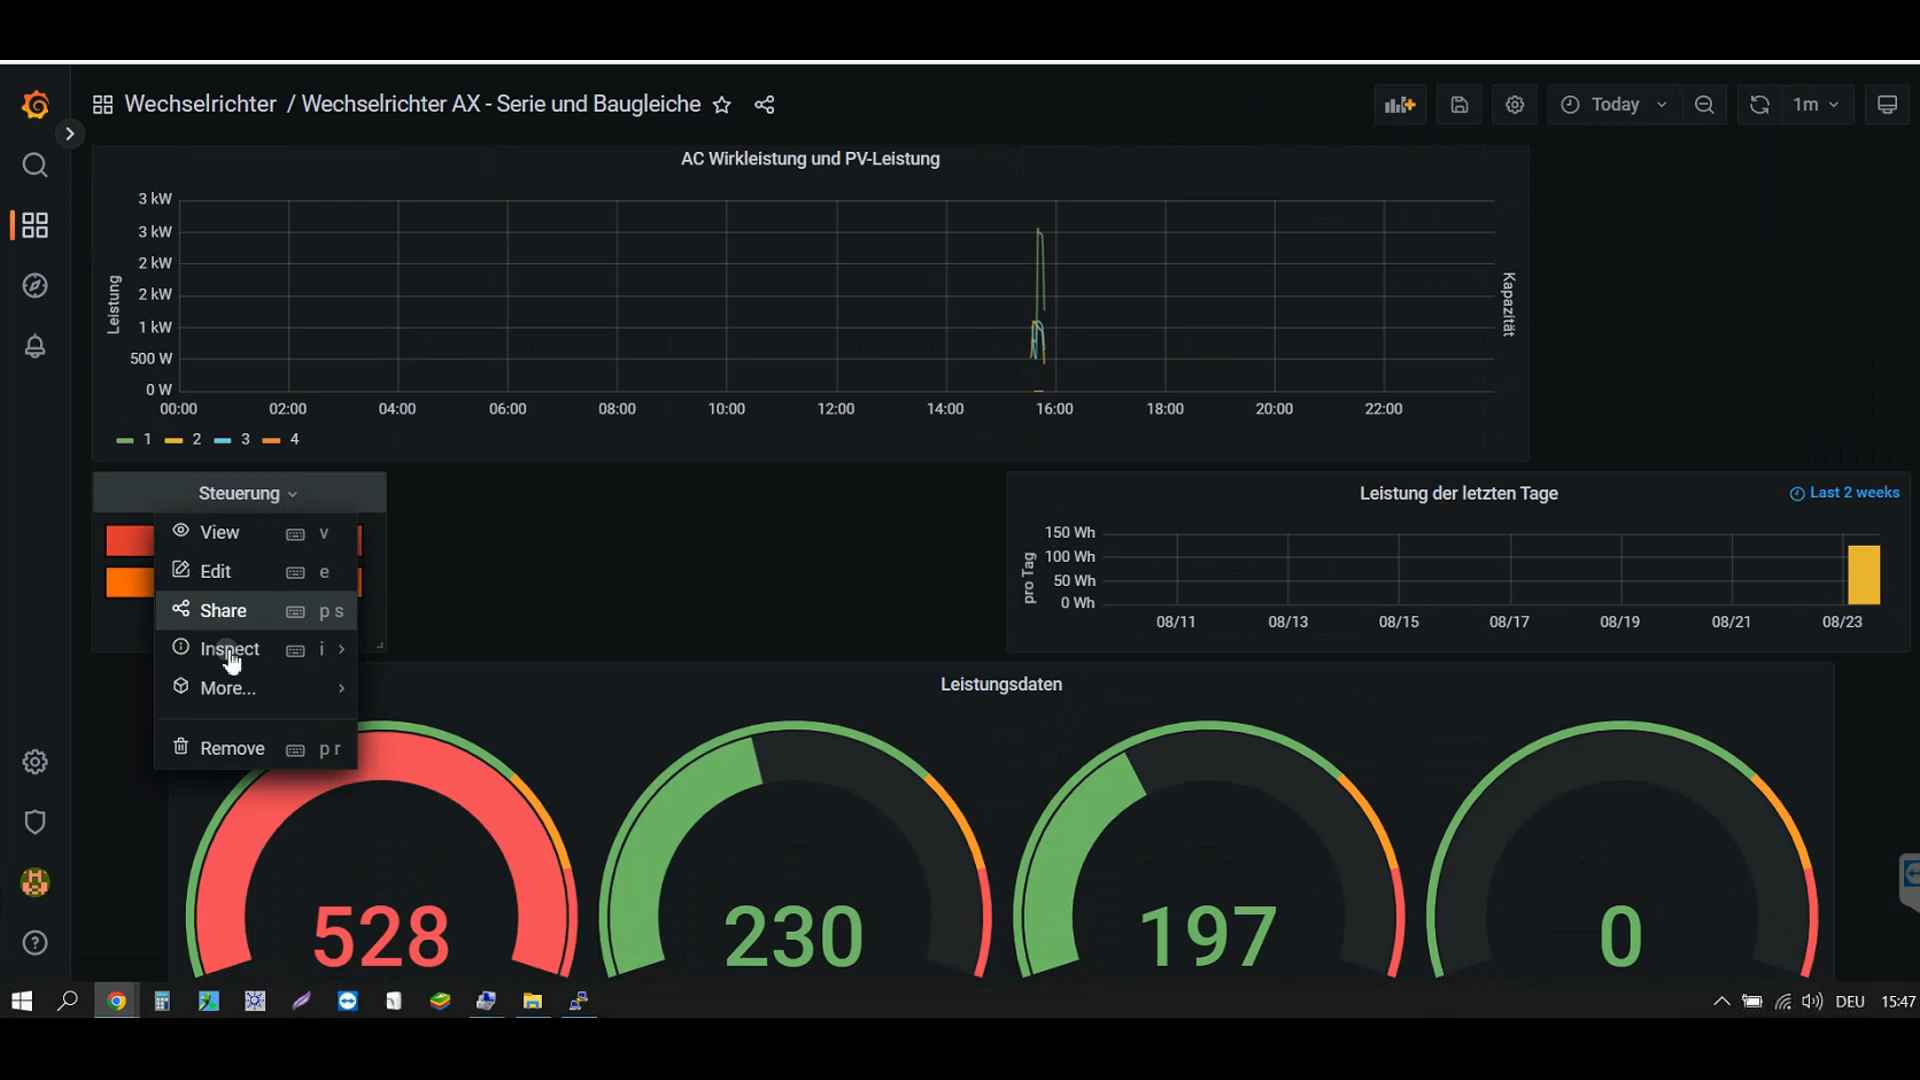 Wechselrichter / Wechselrichter AX - Serie und Baugleiche
Today
1m
AC Wirkleistung und PV-Leistung
3 kW
3 kW
2 kW
2 kW
1 kW
500 W
0 W
Leistung
Kapazität
00:00 02:00 04:00 06:00 08:00 10:00 12:00 14:00 16:00 18:00 20:00 22:00
1 2 3 4
Steuerung
View v
Edit e
Share p s
Inspect i
More...
Remove p r
Leistung der letzten Tage
Last 2 weeks
150 Wh
100 Wh
50 Wh
0 Wh
pro Tag
08/11 08/13 08/15 08/17 08/19 08/21 08/23
Leistungsdaten
528 230 197 0
DEU 15:47